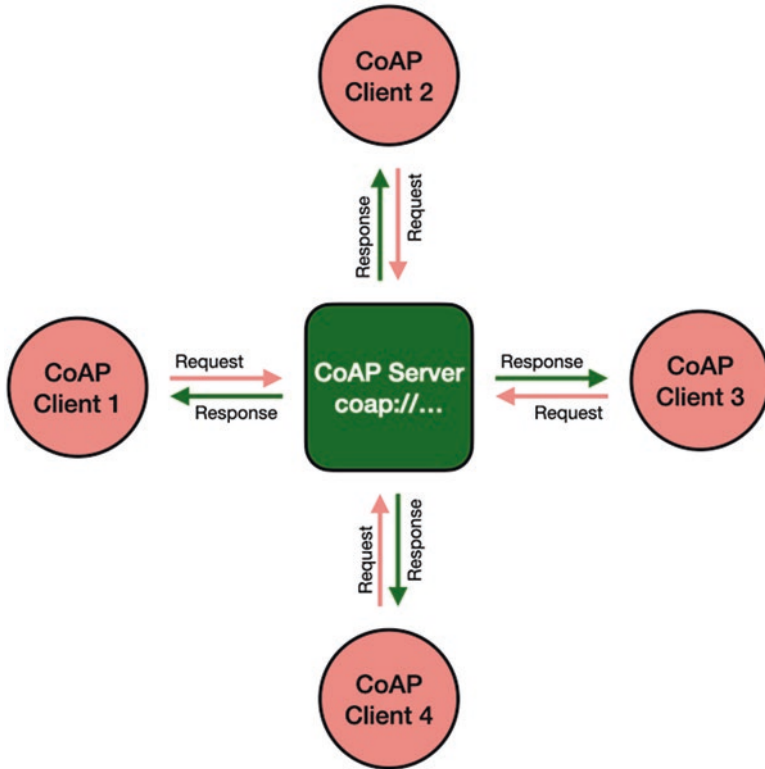 CoAP
Client 2
Response
Request
CoAP
Client 1
Request
Response
CoAP Server
coap://...
Response
Request
CoAP
Client 3
Request
Response
CoAP
Client 4